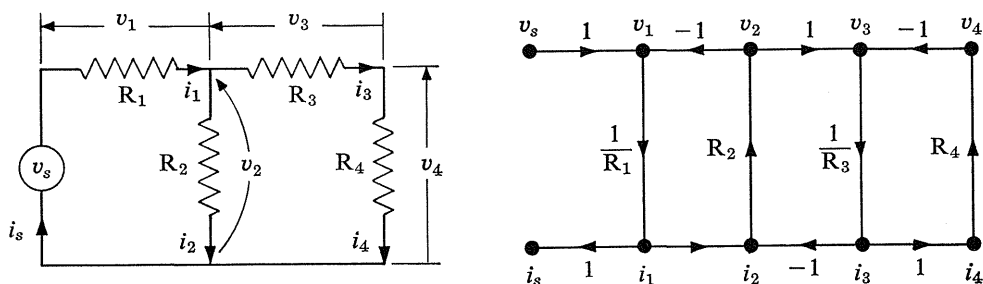 v₁ v₃
i₁ i₃
R₁ R₃
vₛ R₂ v₂ R₄ v₄
iₛ i₂ i₄
vₛ 1 v₁ −1 v₂ 1 v₃ −1 v₄
1/R₁ R₂ 1/R₃ R₄
iₛ 1 i₁ i₂ −1 i₃ 1 i₄